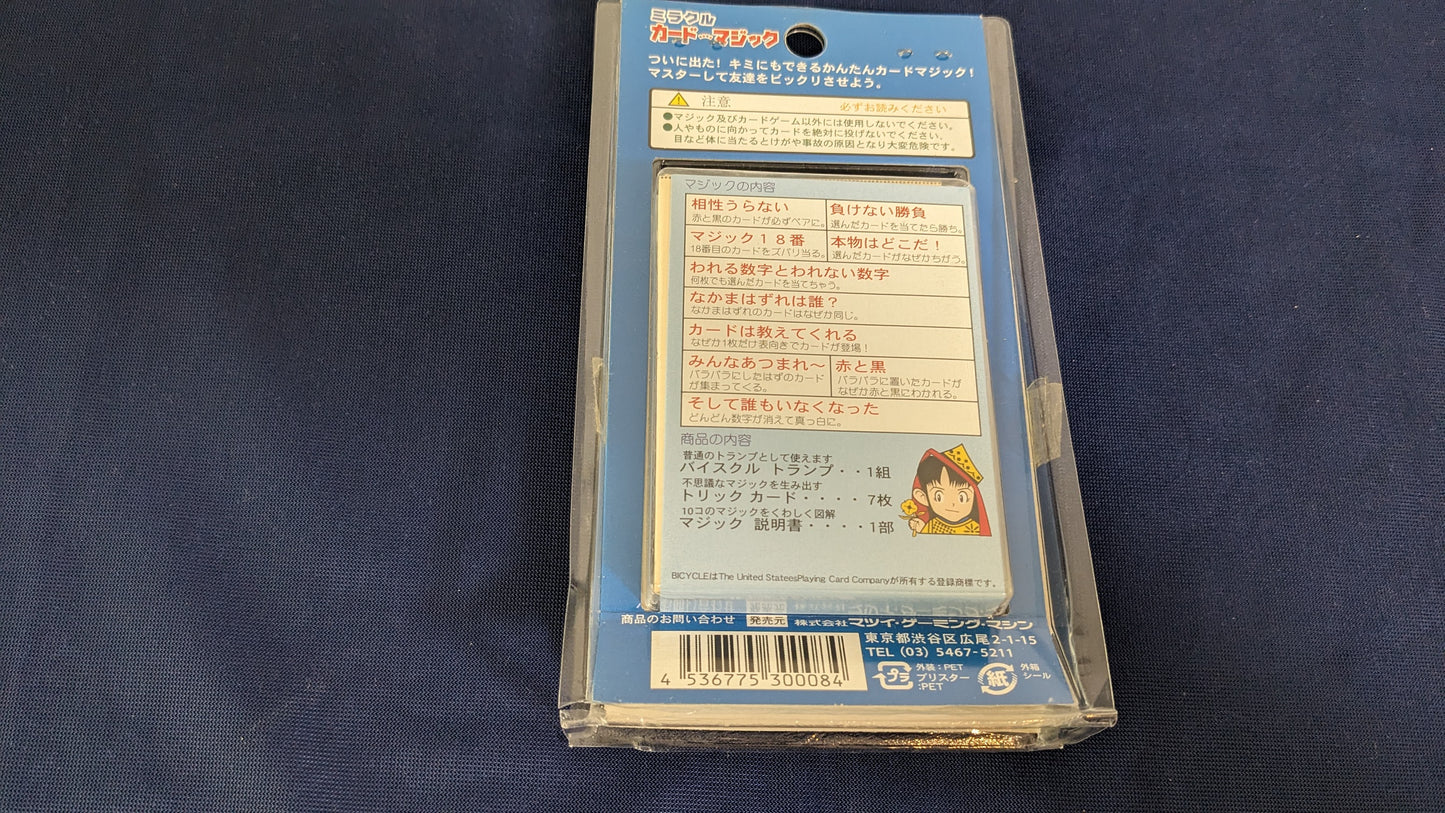 ミラクル
カード マジック
ついに出た！キミにもできるかんたんカードマジック！
マスターして友達をビックリさせよう。
注意 必ずお読みください
●マジック及びカードゲーム以外には使用しないでください。
●人やものに向かってカードを絶対に投げないでください。
目など体に当たるとけがや事故の原因となり大変危険です。
マジックの内容
相性うらない
赤と黒のカードが必ずペアに。
負けない勝負
選んだカードを当てたら勝ち。
マジック１８番
18番目のカードをズバリ当る。
本物はどこだ！
選んだカードがなぜかちがう。
われる数字とわれない数字
何枚でも選んだカードを当てちゃう。
なかまはずれは誰？
なかまはずれのカードはなぜか同じ。
カードは教えてくれる
なぜか1枚だけ表向きでカードが登場！
みんなあつまれ～
バラバラにしたはずのカード
が集まってくる。
赤と黒
バラバラに置いたカードが
なぜか赤と黒にわかれる。
そして誰もいなくなった
どんどん数字が消えて真っ白に。
商品の内容
普通のトランプとして使えます
バイスクル トランプ・・1組
不思議なマジックを生み出す
トリック カード・・・・7枚
10コのマジックをくわしく図解
マジック 説明書・・・・1部
BICYCLEはThe United StateesPlaying Card Companyが所有する登録商標です。
商品のお問い合わせ 発売元 株式会社マツイ・ゲーミング・マシン
東京都渋谷区広尾2-1-15
TEL (03) 5467-5211
4 536775 300084
プラ
外装：PET
ブリスター
：PET
紙
外箱
シール